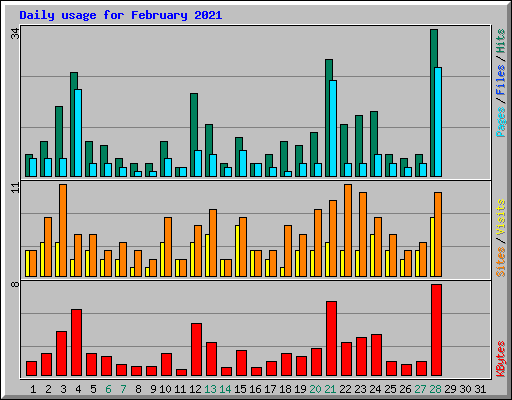 Daily usage for February 2021
34
Pages / Files / Hits
11
Sites / Visits
8
KBytes
1 2 3 4 5 6 7 8 9 10 11 12 13 14 15 16 17 18 19 20 21 22 23 24 25 26 27 28 29 30 31